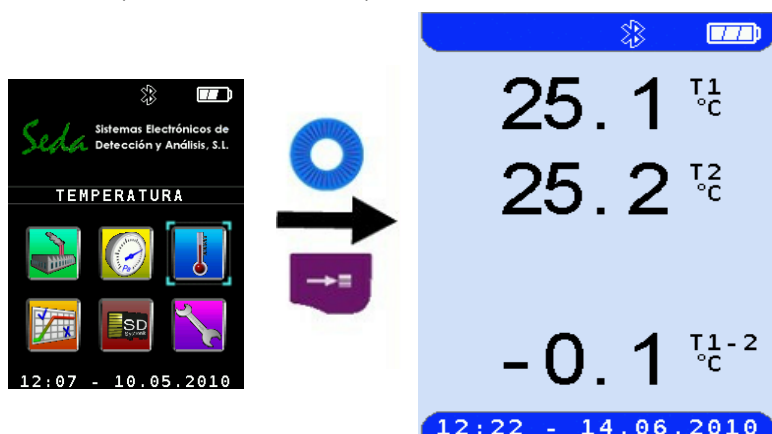 Seda Sistemas Electrónicos de
Detección y Análisis, S.L.
TEMPERATURA
Pa
SD
12:07 - 10.05.2010
25.1 T1 °C
25.2 T2 °C
-0.1 T1-2 °C
12:22 - 14.06.2010